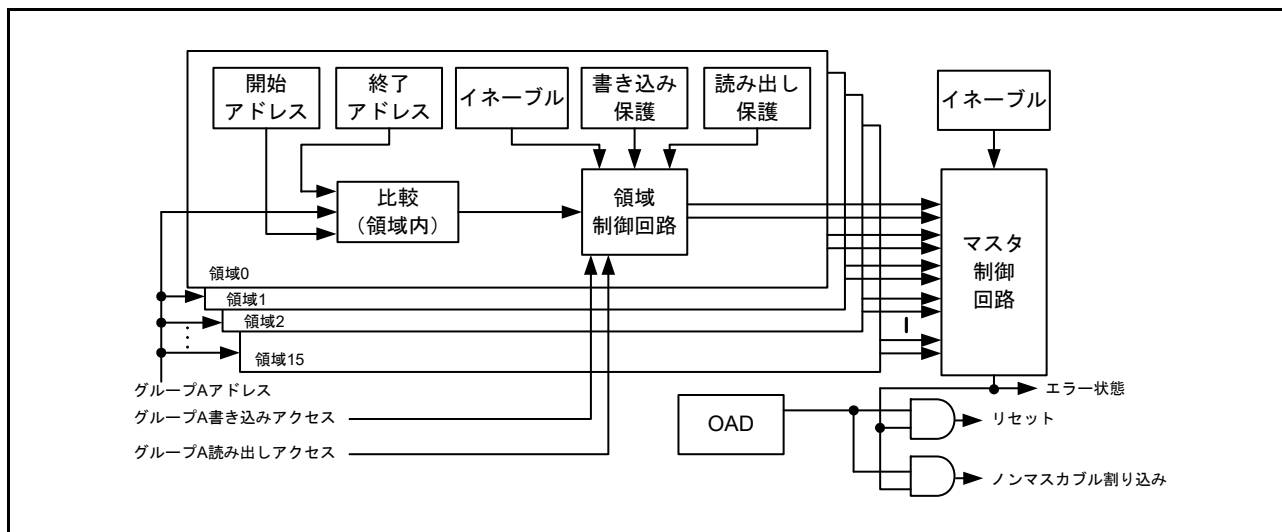 開始
アドレス
終了
アドレス
イネーブル
書き込み
保護
読み出し
保護
イネーブル
比較
（領域内）
領域
制御回路
マスタ
制御
回路
領域0
領域1
領域2
領域15
グループAアドレス
グループA書き込みアクセス
グループA読み出しアクセス
OAD
エラー状態
リセット
ノンマスカブル割り込み